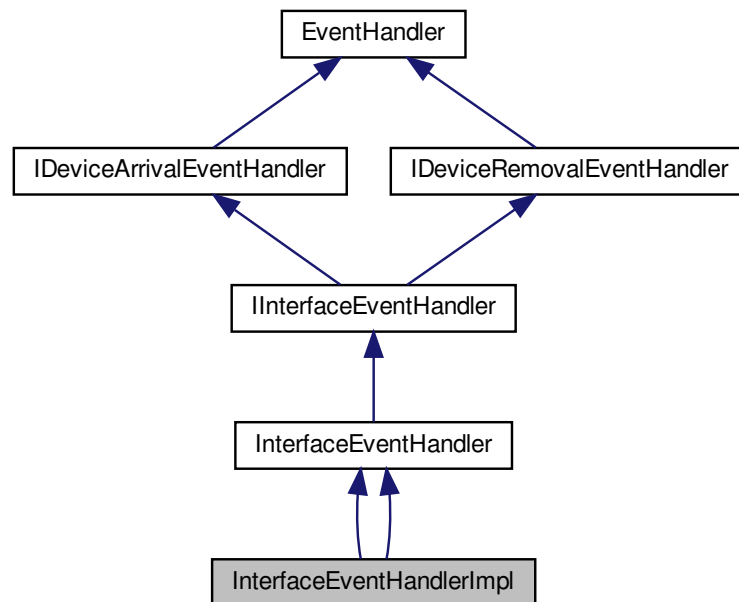 EventHandler
IDeviceArrivalEventHandler
IDeviceRemovalEventHandler
IInterfaceEventHandler
InterfaceEventHandler
InterfaceEventHandlerImpl